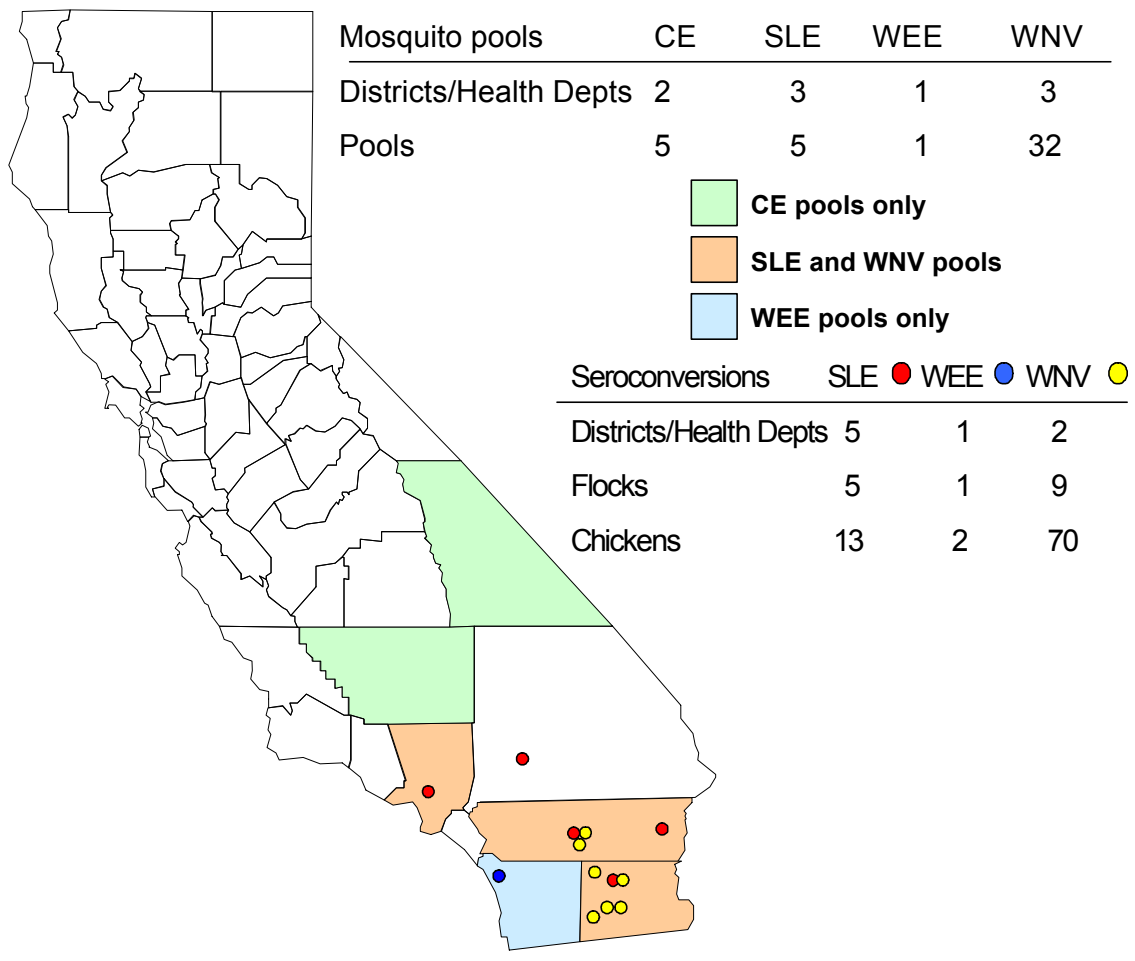 Mosquito pools CE SLE WEE WNV
Districts/Health Depts 2 3 1 3
Pools 5 5 1 32
CE pools only
SLE and WNV pools
WEE pools only
Seroconversions SLE WEE WNV
Districts/Health Depts 5 1 2
Flocks 5 1 9
Chickens 13 2 70